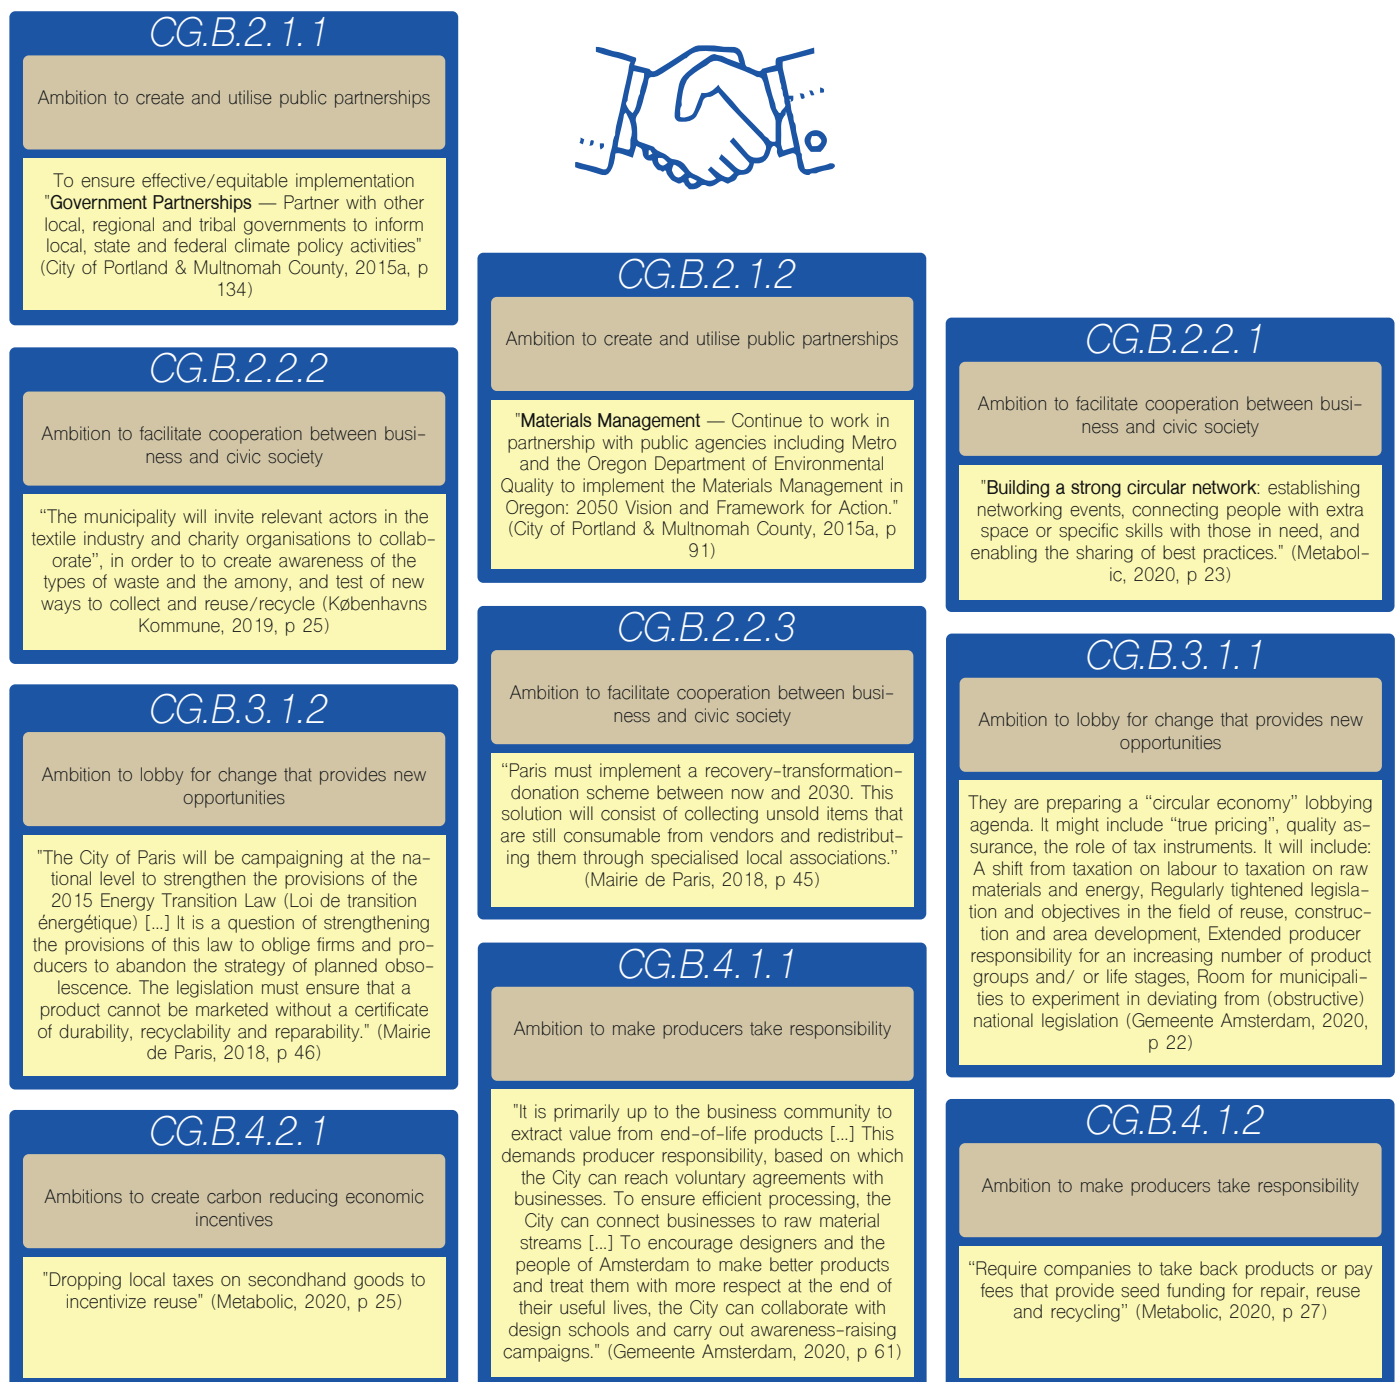 CG.B.2.1.1
Ambition to create and utilise public partnerships
To ensure effective/equitable implementation
"Government Partnerships — Partner with other
local, regional and tribal governments to inform
local, state and federal climate policy activities"
(City of Portland & Multnomah County, 2015a, p
134)
CG.B.2.2.2
Ambition to facilitate cooperation between busi-
ness and civic society
“The municipality will invite relevant actors in the
textile industry and charity organisations to collab-
orate”, in order to to create awareness of the
types of waste and the amony, and test of new
ways to collect and reuse/recycle (Københavns
Kommune, 2019, p 25)
CG.B.3.1.2
Ambition to lobby for change that provides new
opportunities
"The City of Paris will be campaigning at the na-
tional level to strengthen the provisions of the
2015 Energy Transition Law (Loi de transition
énergétique) [...] It is a question of strengthening
the provisions of this law to oblige firms and pro-
ducers to abandon the strategy of planned obso-
lescence. The legislation must ensure that a
product cannot be marketed without a certificate
of durability, recyclability and reparability." (Mairie
de Paris, 2018, p 46)
CG.B.4.2.1
Ambitions to create carbon reducing economic
incentives
"Dropping local taxes on secondhand goods to
incentivize reuse" (Metabolic, 2020, p 25)
CG.B.2.1.2
Ambition to create and utilise public partnerships
"Materials Management — Continue to work in
partnership with public agencies including Metro
and the Oregon Department of Environmental
Quality to implement the Materials Management in
Oregon: 2050 Vision and Framework for Action."
(City of Portland & Multnomah County, 2015a, p
91)
CG.B.2.2.3
Ambition to facilitate cooperation between busi-
ness and civic society
“Paris must implement a recovery-transformation-
donation scheme between now and 2030. This
solution will consist of collecting unsold items that
are still consumable from vendors and redistribut-
ing them through specialised local associations.”
(Mairie de Paris, 2018, p 45)
CG.B.4.1.1
Ambition to make producers take responsibility
"It is primarily up to the business community to
extract value from end-of-life products [...] This
demands producer responsibility, based on which
the City can reach voluntary agreements with
businesses. To ensure efficient processing, the
City can connect businesses to raw material
streams [...] To encourage designers and the
people of Amsterdam to make better products
and treat them with more respect at the end of
their useful lives, the City can collaborate with
design schools and carry out awareness-raising
campaigns." (Gemeente Amsterdam, 2020, p 61)
CG.B.2.2.1
Ambition to facilitate cooperation between busi-
ness and civic society
"Building a strong circular network: establishing
networking events, connecting people with extra
space or specific skills with those in need, and
enabling the sharing of best practices." (Metabol-
ic, 2020, p 23)
CG.B.3.1.1
Ambition to lobby for change that provides new
opportunities
They are preparing a “circular economy” lobbying
agenda. It might include “true pricing”, quality as-
surance, the role of tax instruments. It will include:
A shift from taxation on labour to taxation on raw
materials and energy, Regularly tightened legisla-
tion and objectives in the field of reuse, construc-
tion and area development, Extended producer
responsibility for an increasing number of product
groups and/ or life stages, Room for municipali-
ties to experiment in deviating from (obstructive)
national legislation (Gemeente Amsterdam, 2020,
p 22)
CG.B.4.1.2
Ambition to make producers take responsibility
“Require companies to take back products or pay
fees that provide seed funding for repair, reuse
and recycling” (Metabolic, 2020, p 27)